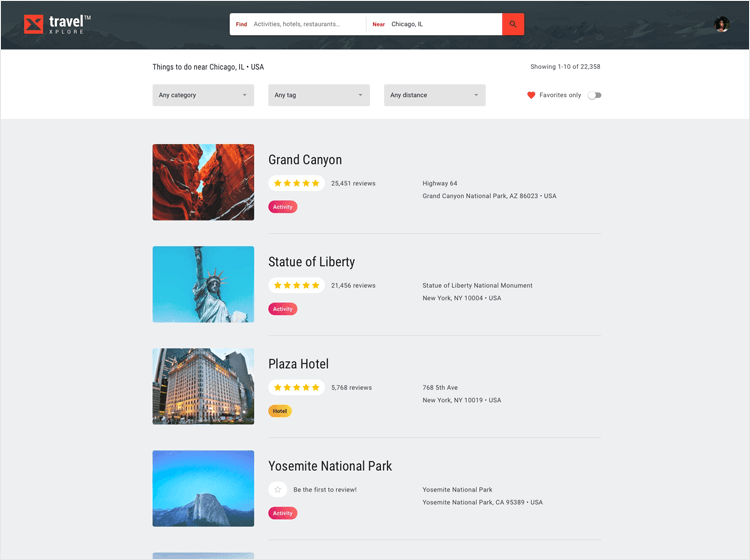 travel™
XPLORE
Find Activities, hotels, restaurants... Near Chicago, IL
Things to do near Chicago, IL • USA
Showing 1-10 of 22,358
Any category
Any tag
Any distance
Favorites only
Grand Canyon
25,451 reviews
Highway 64
Grand Canyon National Park, AZ 86023 • USA
Activity
Statue of Liberty
21,456 reviews
Statue of Liberty National Monument
New York, NY 10004 • USA
Activity
Plaza Hotel
5,768 reviews
768 5th Ave
New York, NY 10019 • USA
Hotel
Yosemite National Park
Be the first to review!
Yosemite National Park
Yosemite National Park, CA 95389 • USA
Activity